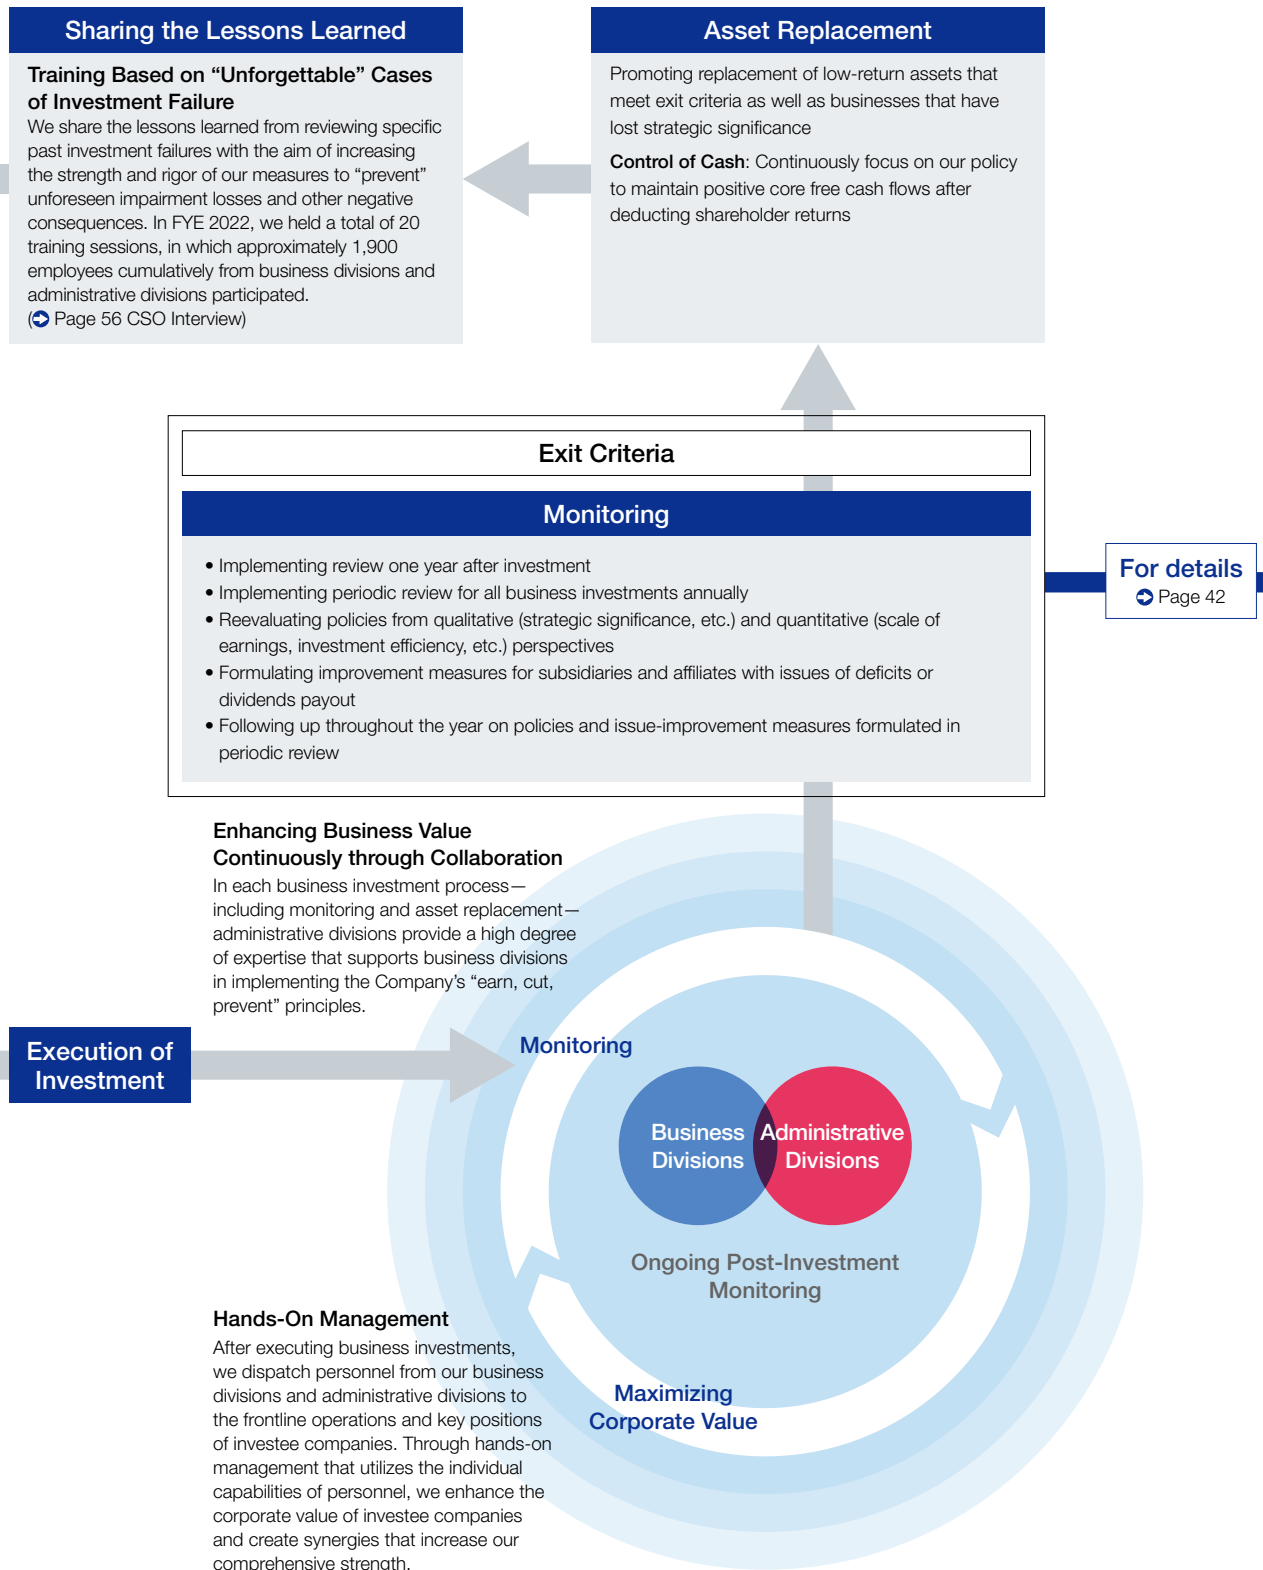 Sharing the Lessons Learned
Training Based on “Unforgettable” Cases
of Investment Failure
We share the lessons learned from reviewing specific
past investment failures with the aim of increasing
the strength and rigor of our measures to “prevent”
unforeseen impairment losses and other negative
consequences. In FYE 2022, we held a total of 20
training sessions, in which approximately 1,900
employees cumulatively from business divisions and
administrative divisions participated.
(➲ Page 56 CSO Interview)
Asset Replacement
Promoting replacement of low-return assets that
meet exit criteria as well as businesses that have
lost strategic significance
Control of Cash: Continuously focus on our policy
to maintain positive core free cash flows after
deducting shareholder returns
Exit Criteria
Monitoring
• Implementing review one year after investment
• Implementing periodic review for all business investments annually
• Reevaluating policies from qualitative (strategic significance, etc.) and quantitative (scale of
earnings, investment efficiency, etc.) perspectives
• Formulating improvement measures for subsidiaries and affiliates with issues of deficits or
dividends payout
• Following up throughout the year on policies and issue-improvement measures formulated in
periodic review
For details
➲ Page 42
Enhancing Business Value
Continuously through Collaboration
In each business investment process—
including monitoring and asset replacement—
administrative divisions provide a high degree
of expertise that supports business divisions
in implementing the Company’s “earn, cut,
prevent” principles.
Execution of
Investment
Monitoring
Business
Divisions
Administrative
Divisions
Ongoing Post-Investment
Monitoring
Maximizing
Corporate Value
Hands-On Management
After executing business investments,
we dispatch personnel from our business
divisions and administrative divisions to
the frontline operations and key positions
of investee companies. Through hands-on
management that utilizes the individual
capabilities of personnel, we enhance the
corporate value of investee companies
and create synergies that increase our
comprehensive strength.